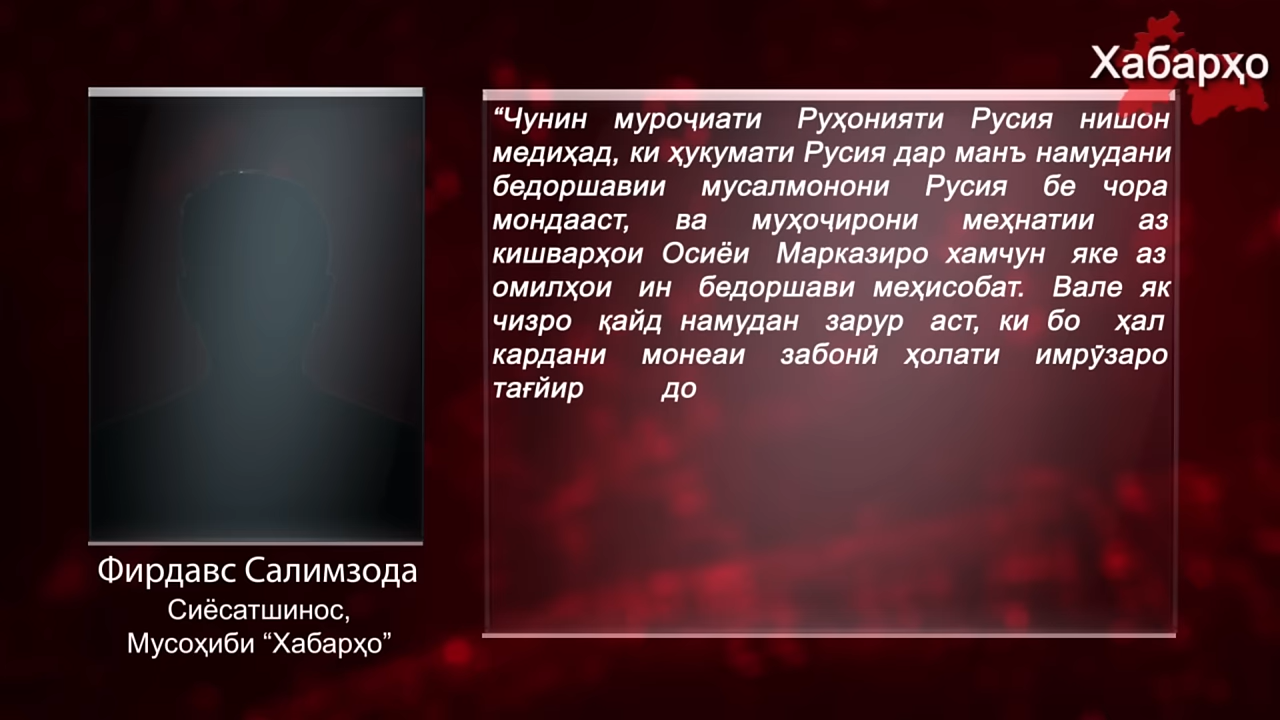 Хабарҳо
“Чунин муроҷиати Руҳонияти Русия нишон
медиҳад, ки ҳукумати Русия дар манъ намудани
бедоршавии мусалмонони Русия бе чора
мондааст, ва муҳоҷирони меҳнатии аз
кишварҳои Осиёи Марказиро хамчун яке аз
омилҳои ин бедоршави меҳисобат. Вале як
чизро қайд намудан зарур аст, ки бо ҳал
кардани монеаи забонӣ ҳолати имрӯзаро
тағйир до
Фирдавс Салимзода
Сиёсатшинос,
Мусоҳиби “Хабарҳо”